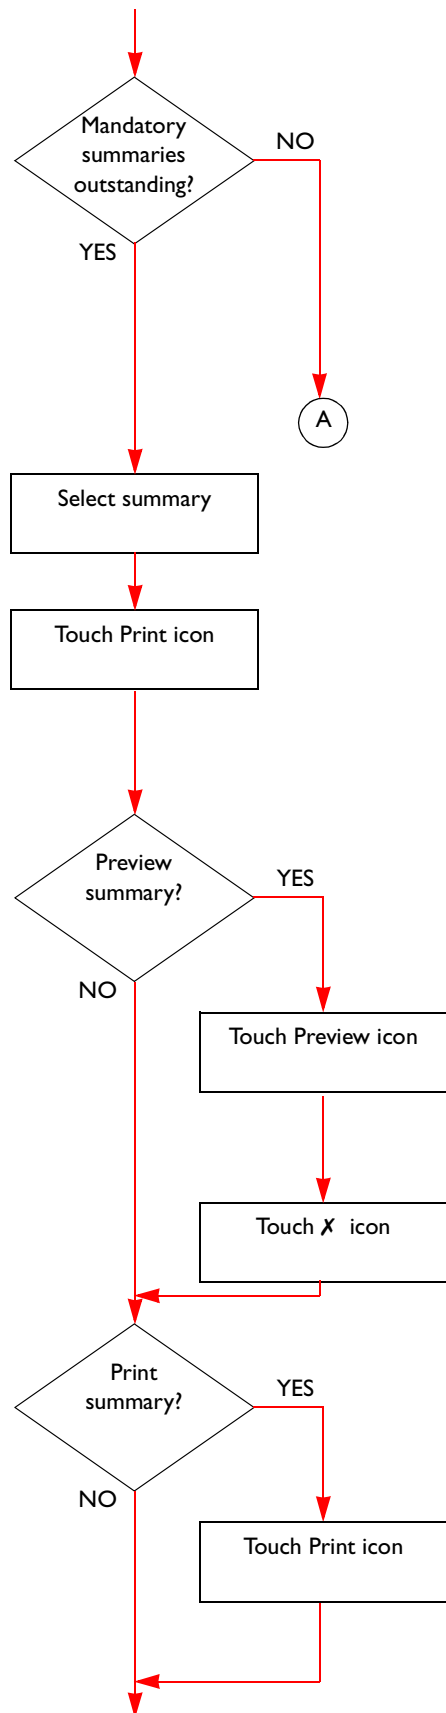 Mandatory
summaries
outstanding?
NO
YES
A
Select summary
Touch Print icon
Preview
summary?
YES
NO
Touch Preview icon
Touch ✗ icon
Print
summary?
YES
NO
Touch Print icon